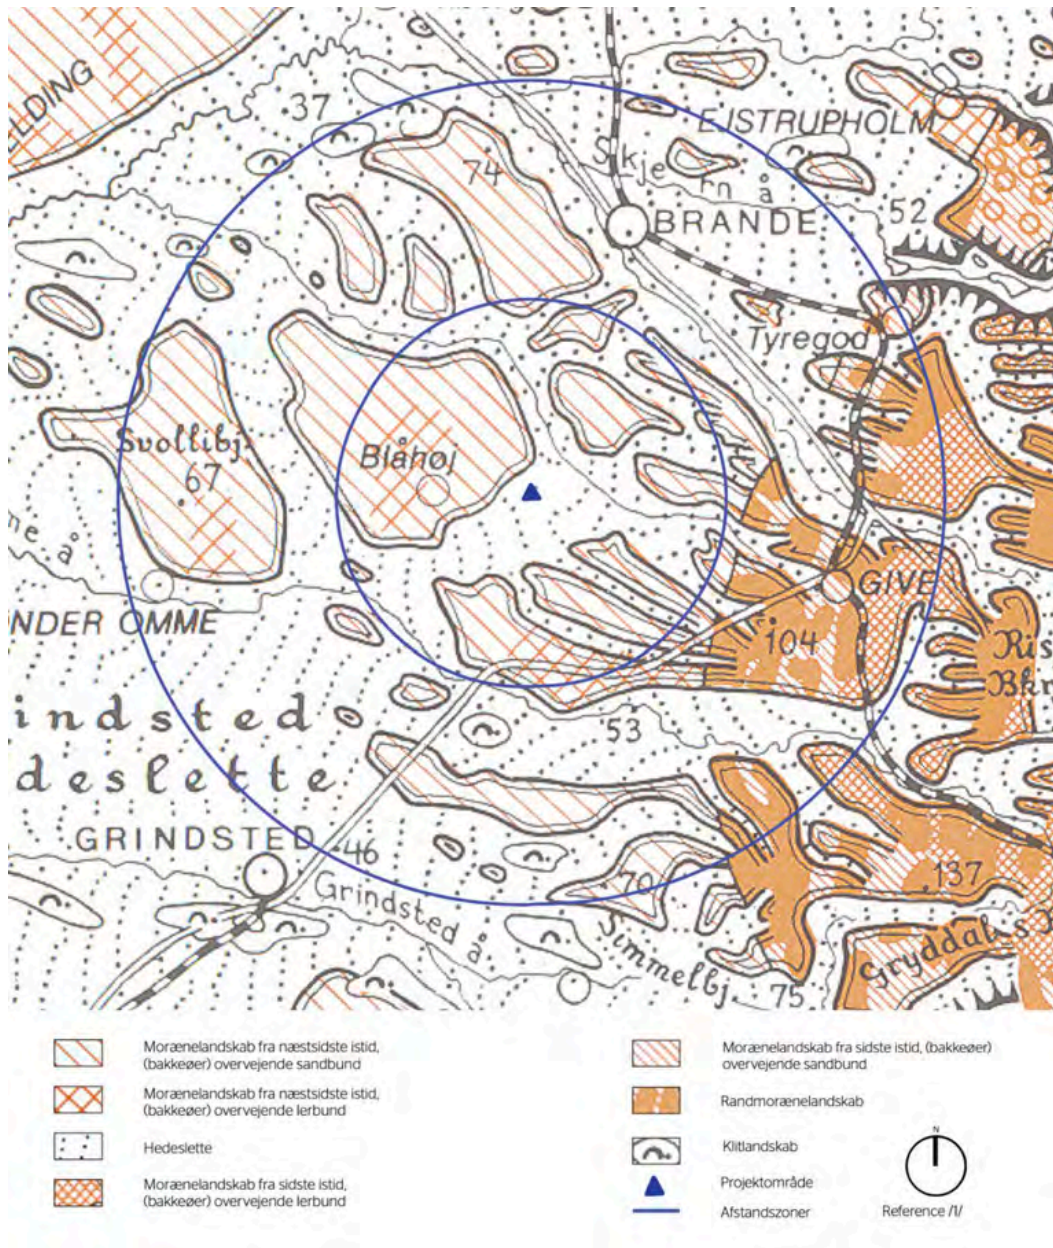 37
EJSTRUPHOLM
74
Skjern å
BRANDE
52
Tyregod
Svollibj.
67
Blåhøj
GIVE
NDER OMME
104
Ris
Bkr
indsted
deslette
53
GRINDSTED
46
Grindsted å
70
137
Gryddals
Simmelbj.
75
Morænelandskab fra næstsidste istid,
(bakkeøer) overvejende sandbund
Morænelandskab fra næstsidste istid,
(bakkeøer) overvejende lerbund
Hedeslette
Morænelandskab fra sidste istid,
(bakkeøer) overvejende lerbund
Morænelandskab fra sidste istid, (bakkeøer)
overvejende sandbund
Randmorænelandskab
Klitlandskab
Projektområde
Afstandszoner
N
Reference /1/